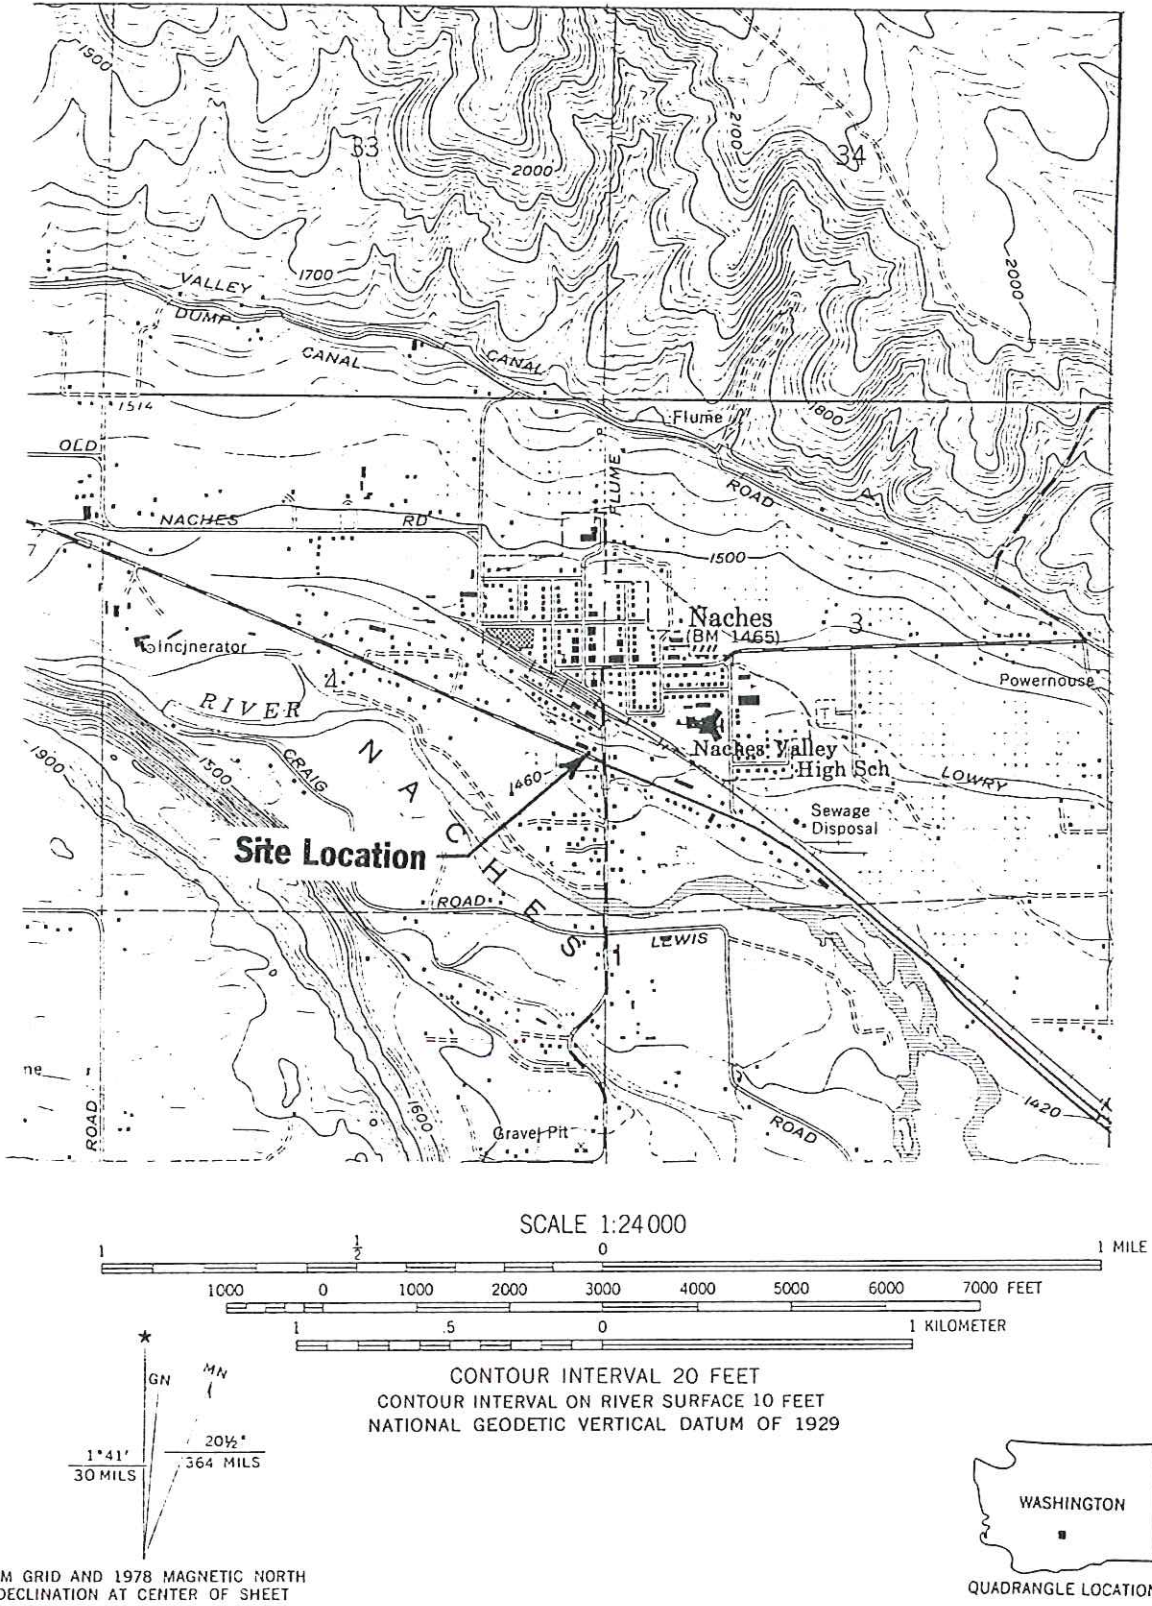 1900
33
2100
34
2000
2000
1700
VALLEY
DUMP
CANAL
CANAL
1514
Flume
1800
OLD
FLUME
ROAD
NACHES
RD
7
1500
Naches
(BM 1465)
3
Incinerator
4
Powerhouse
RIVER
N A C H E S
1900
1500
CRAIG
T
Naches Valley
High Sch
1460
LOWRY
Sewage
Disposal
Site Location
ROAD
LEWIS
1
ne
ROAD
1600
1420
ROAD
Gravel Pit
SCALE 1:24 000
1
½
0
1 MILE
1000 0 1000 2000 3000 4000 5000 6000 7000 FEET
1 .5 0 1 KILOMETER
CONTOUR INTERVAL 20 FEET
CONTOUR INTERVAL ON RIVER SURFACE 10 FEET
NATIONAL GEODETIC VERTICAL DATUM OF 1929
★
GN
MN
1°41'
30 MILS
20½°
364 MILS
M GRID AND 1978 MAGNETIC NORTH
DECLINATION AT CENTER OF SHEET
WASHINGTON
QUADRANGLE LOCATION